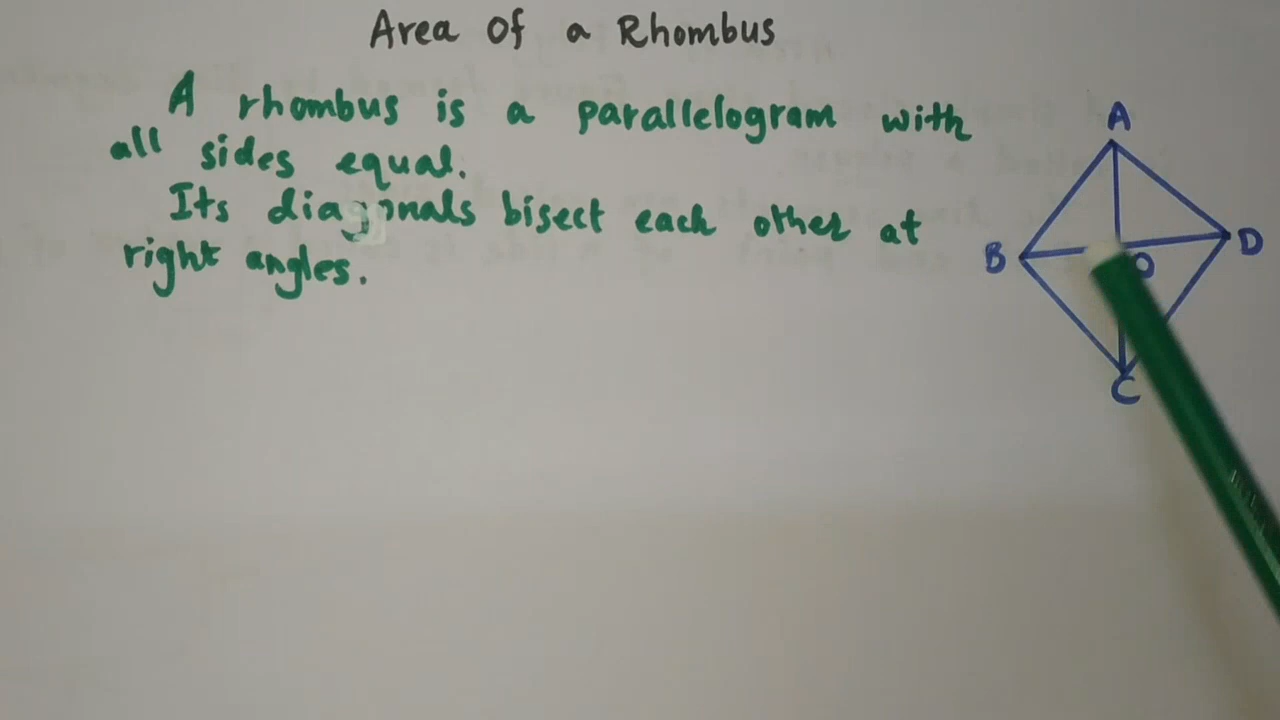 Area Of a Rhombus
A rhombus is a parallelogram with
all sides equal.
Its diagonals bisect each other at
right angles.
A
B
D
O
C